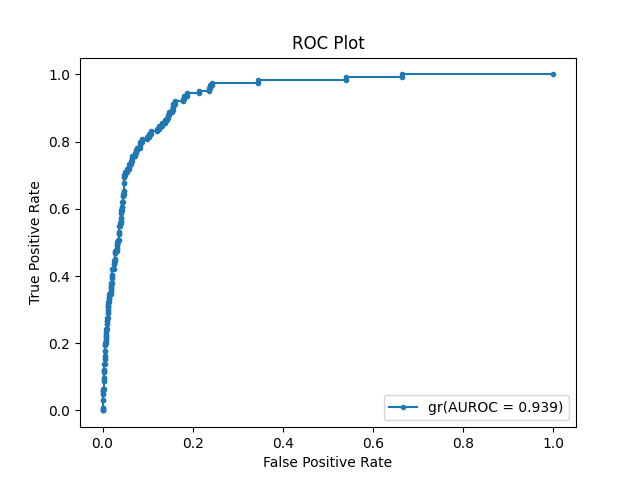 ROC Plot
True Positive Rate
1.0
0.8
0.6
0.4
0.2
0.0
0.0 0.2 0.4 0.6 0.8 1.0
False Positive Rate
gr(AUROC = 0.939)